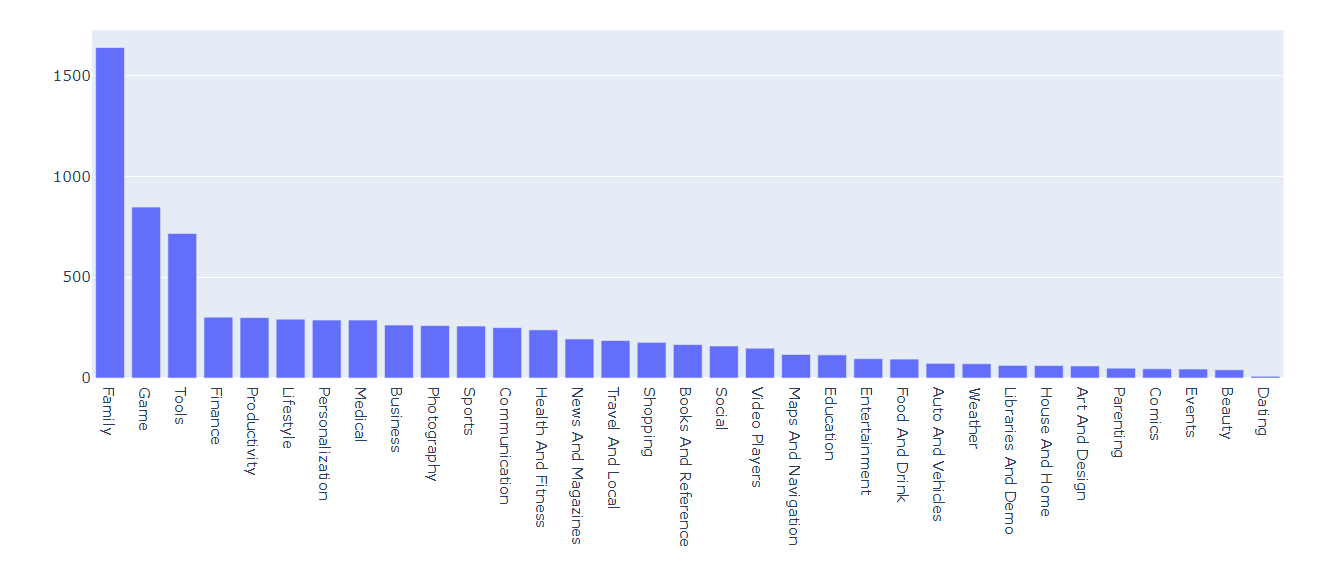 1500
1000
500
0
Family
Game
Tools
Finance
Productivity
Lifestyle
Personalization
Medical
Business
Photography
Sports
Communication
Health And Fitness
News And Magazines
Travel And Local
Shopping
Books And Reference
Social
Video Players
Maps And Navigation
Education
Entertainment
Food And Drink
Auto And Vehicles
Weather
Libraries And Demo
House And Home
Art And Design
Parenting
Comics
Events
Beauty
Dating